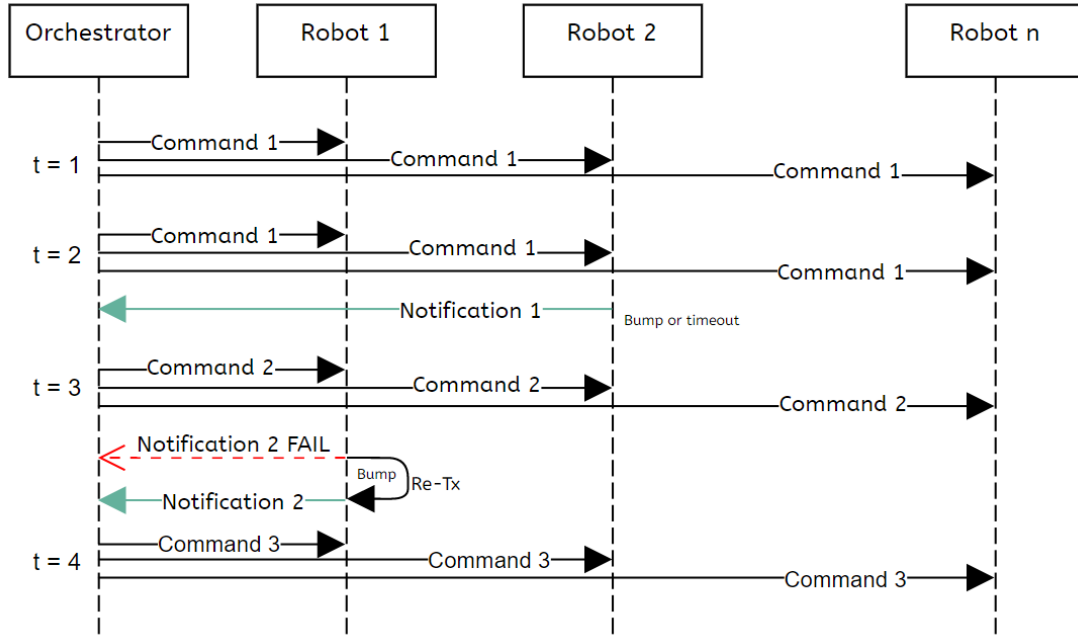 Orchestrator
Robot 1
Robot 2
Robot n
Command 1
t = 1
Command 1
Command 1
Command 1
t = 2
Command 1
Command 1
Notification 1
Bump or timeout
Command 2
t = 3
Command 2
Command 2
Notification 2 FAIL
Bump
Re-Tx
Notification 2
Command 3
t = 4
Command 3
Command 3